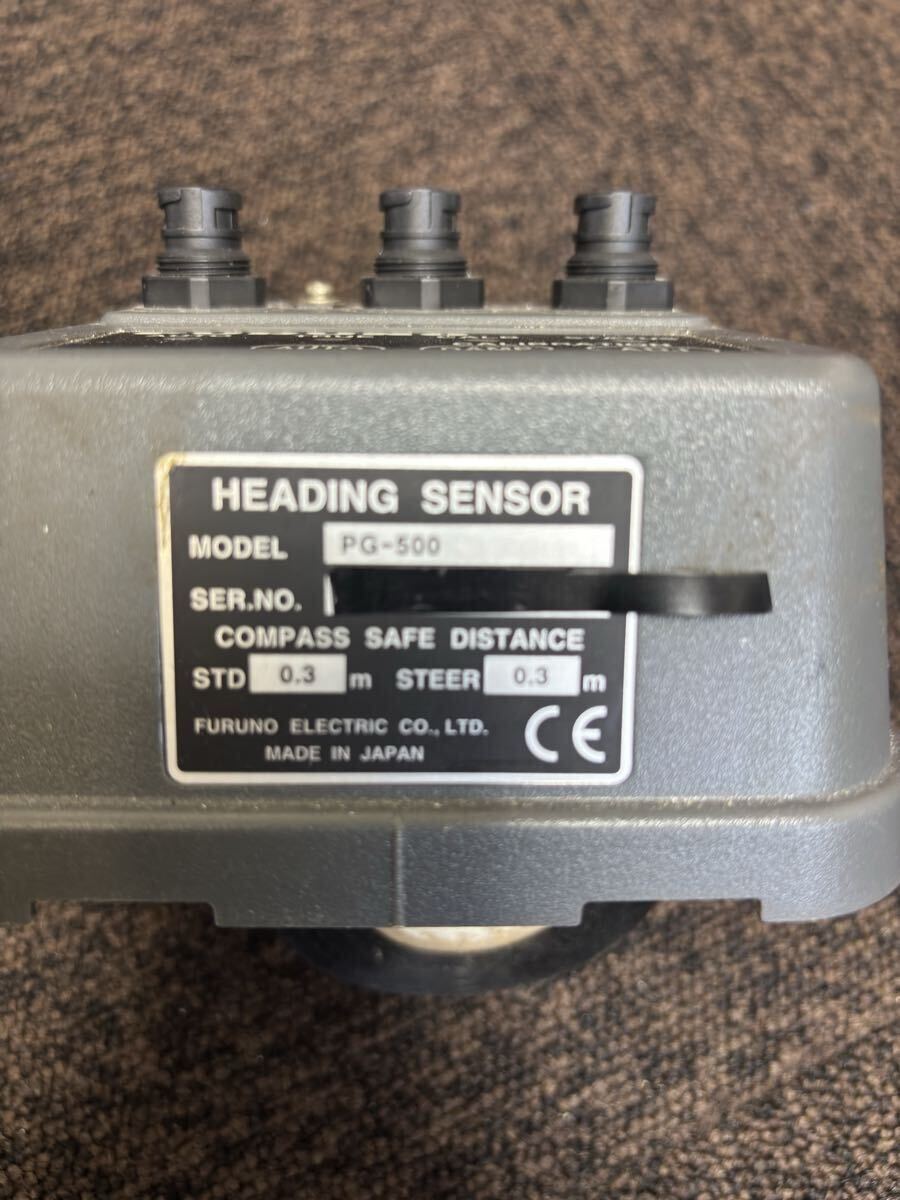 AUTO
HEADING SENSOR
MODEL PG-500
SER.NO.
COMPASS SAFE DISTANCE
STD 0.3 m STEER 0.3 m
FURUNO ELECTRIC CO., LTD.
MADE IN JAPAN
CE